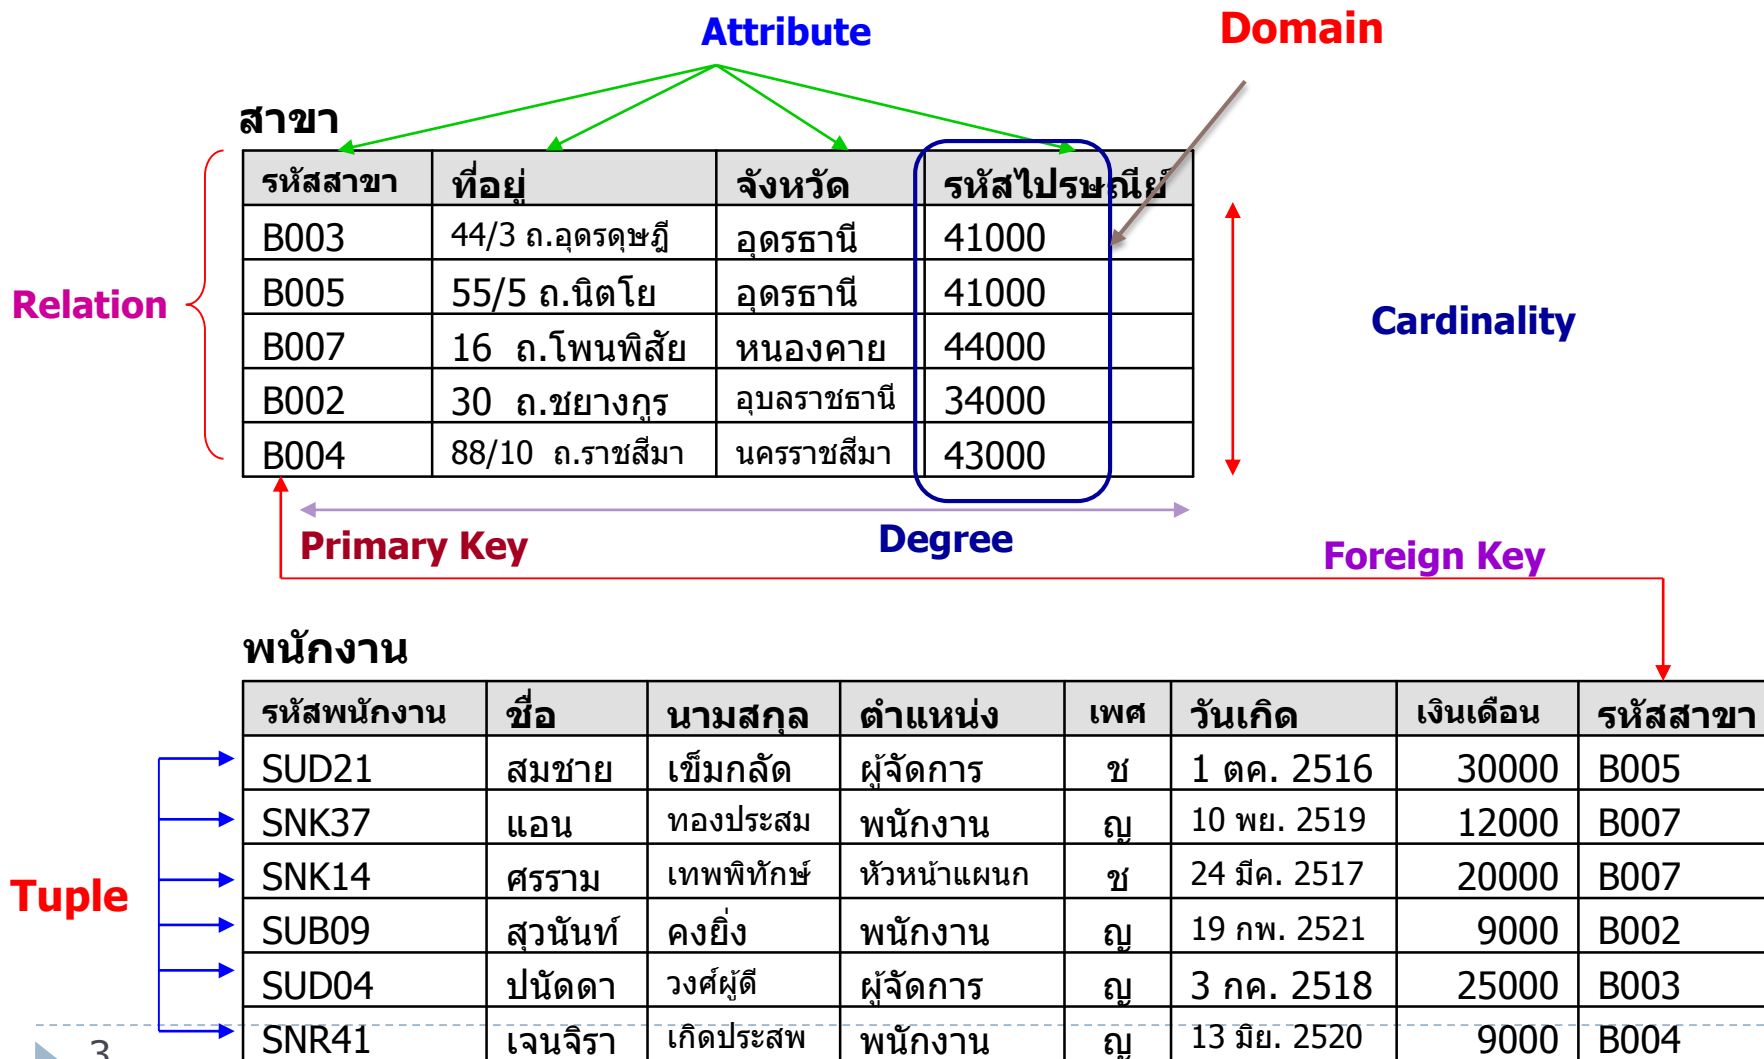 Attribute Domain
สาขา
รหัสสาขา ที่อยู่ จังหวัด รหัสไปรษณีย์
B003 44/3 ถ.อุดรดุษฎี อุดรธานี 41000
B005 55/5 ถ.นิตโย อุดรธานี 41000
Relation
Cardinality
B007 16 ถ.โพนพิสัย หนองคาย 44000
B002 30 ถ.ชยางกูร อุบลราชธานี 34000
B004 88/10 ถ.ราชสีมา นครราชสีมา 43000
Primary Key Degree Foreign Key
พนักงาน
รหัสพนักงาน ชื่อ นามสกุล ตำแหน่ง เพศ วันเกิด เงินเดือน รหัสสาขา
SUD21 สมชาย เข็มกลัด ผู้จัดการ ช 1 ตค. 2516 30000 B005
SNK37 แอน ทองประสม พนักงาน ญ 10 พย. 2519 12000 B007
SNK14 ศรราม เทพพิทักษ์ หัวหน้าแผนก ช 24 มีค. 2517 20000 B007
Tuple
SUB09 สุวนันท์ คงยิ่ง พนักงาน ญ 19 กพ. 2521 9000 B002
SUD04 ปนัดดา วงศ์ผู้ดี ผู้จัดการ ญ 3 กค. 2518 25000 B003
SNR41 เจนจิรา เกิดประสพ พนักงาน ญ 13 มิย. 2520 9000 B004
3